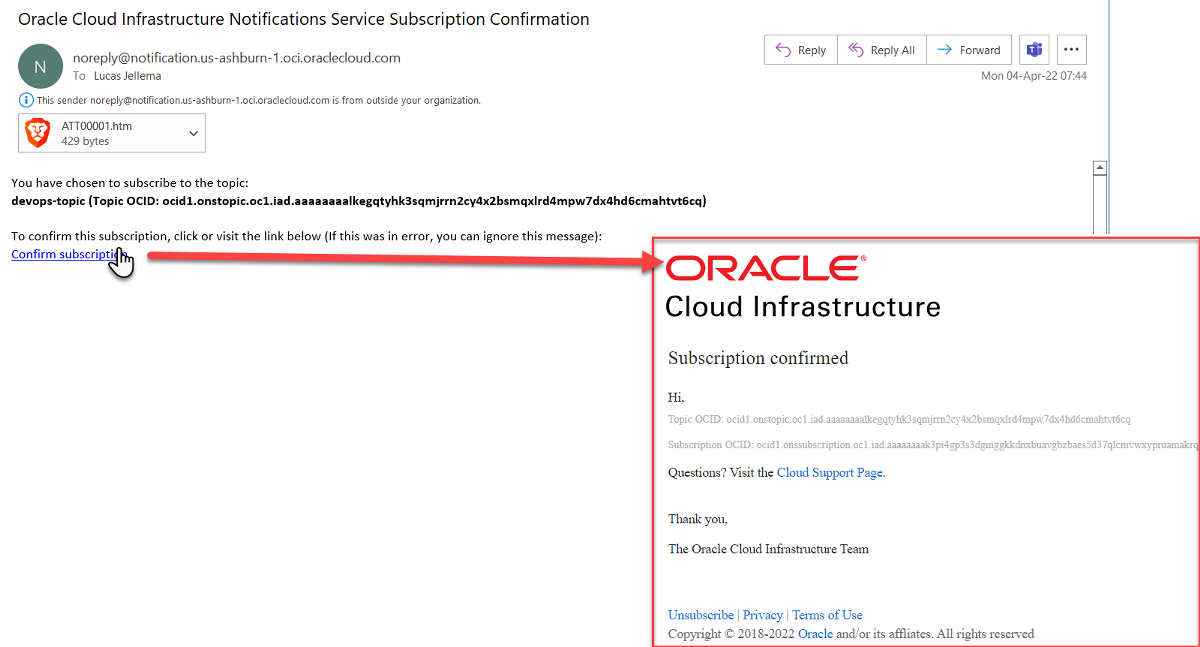 Oracle Cloud Infrastructure Notifications Service Subscription Confirmation
N
noreply@notification.us-ashburn-1.oci.oraclecloud.com
To Lucas Jellema
Reply
Reply All
Forward
Mon 04-Apr-22 07:44
This sender noreply@notification.us-ashburn-1.oci.oraclecloud.com is from outside your organization.
ATT00001.htm
429 bytes
You have chosen to subscribe to the topic:
devops-topic (Topic OCID: ocid1.onstopic.oc1.iad.aaaaaaaalkegqtyhk3sqmjrrn2cy4x2bsmqxlrd4mpw7dx4hd6cmahtvt6cq)
To confirm this subscription, click or visit the link below (If this was in error, you can ignore this message):
Confirm subscripti
ORACLE®
Cloud Infrastructure
Subscription confirmed
Hi,
Topic OCID: ocid1.onstopic.oc1.iad.aaaaaaaalkegqtyhk3sqmjrrn2cy4x2bsmqxlrd4mpw7dx4hd6cmahtvt6cq
Subscription OCID: ocid1.onssubscription.oc1.iad.aaaaaaaak3pi4gp3s3dgmggkkdnxbuavgbzbaes5d37qlcmvwxypruamakrq
Questions? Visit the Cloud Support Page.
Thank you,
The Oracle Cloud Infrastructure Team
Unsubscribe | Privacy | Terms of Use
Copyright © 2018-2022 Oracle and/or its affliates. All rights reserved